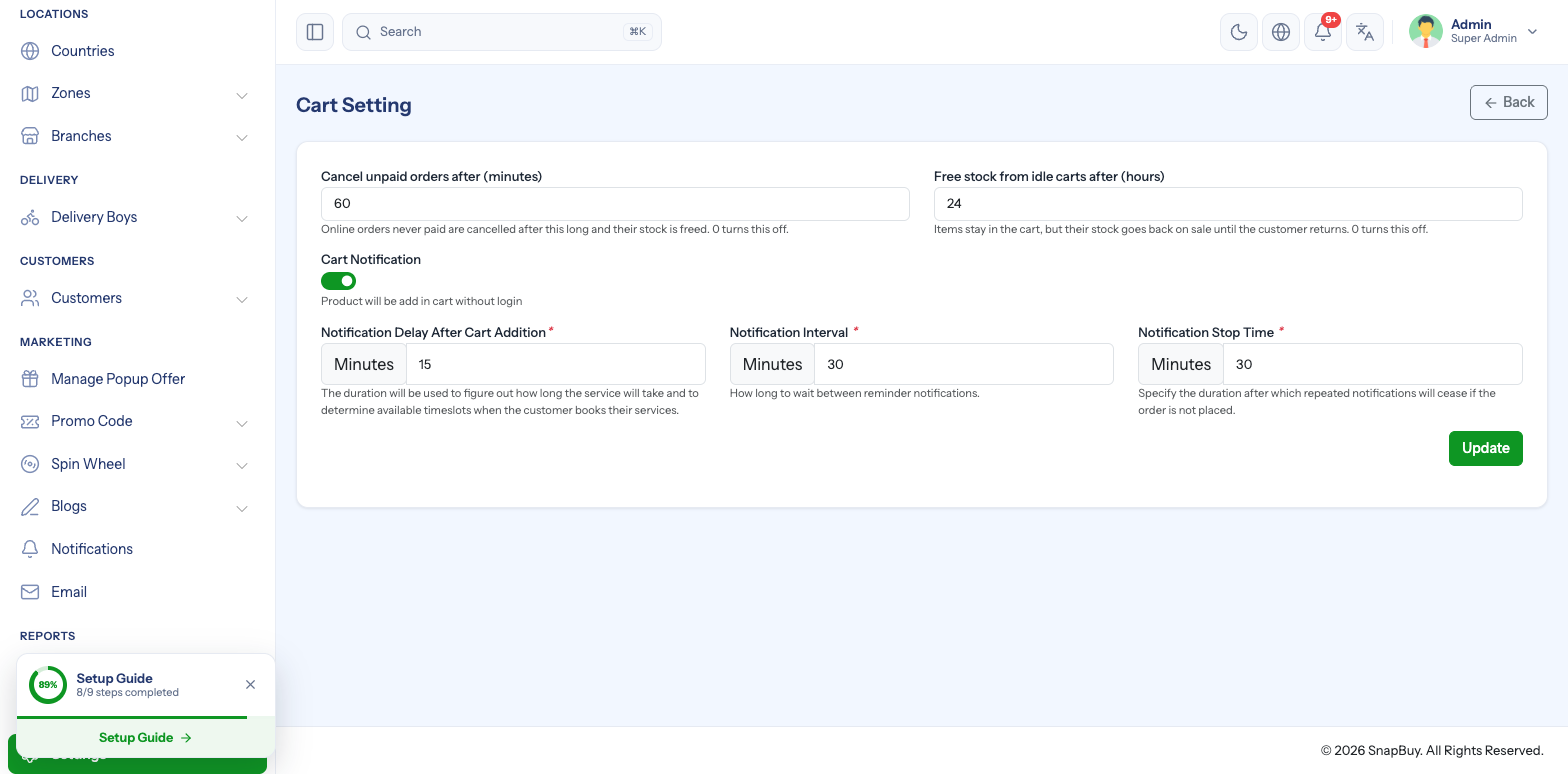 LOCATIONS
Countries
Zones
Branches
DELIVERY
Delivery Boys
CUSTOMERS
Customers
MARKETING
Manage Popup Offer
Promo Code
Spin Wheel
Blogs
Notifications
Email
REPORTS
89%
Setup Guide
8/9 steps completed
Setup Guide →
Search ⌘K
9+
Admin
Super Admin
Cart Setting
← Back
Cancel unpaid orders after (minutes)
60
Online orders never paid are cancelled after this long and their stock is freed. 0 turns this off.
Free stock from idle carts after (hours)
24
Items stay in the cart, but their stock goes back on sale until the customer returns. 0 turns this off.
Cart Notification
Product will be add in cart without login
Notification Delay After Cart Addition *
Minutes 15
The duration will be used to figure out how long the service will take and to
determine available timeslots when the customer books their services.
Notification Interval *
Minutes 30
How long to wait between reminder notifications.
Notification Stop Time *
Minutes 30
Specify the duration after which repeated notifications will cease if the
order is not placed.
Update
© 2026 SnapBuy. All Rights Reserved.